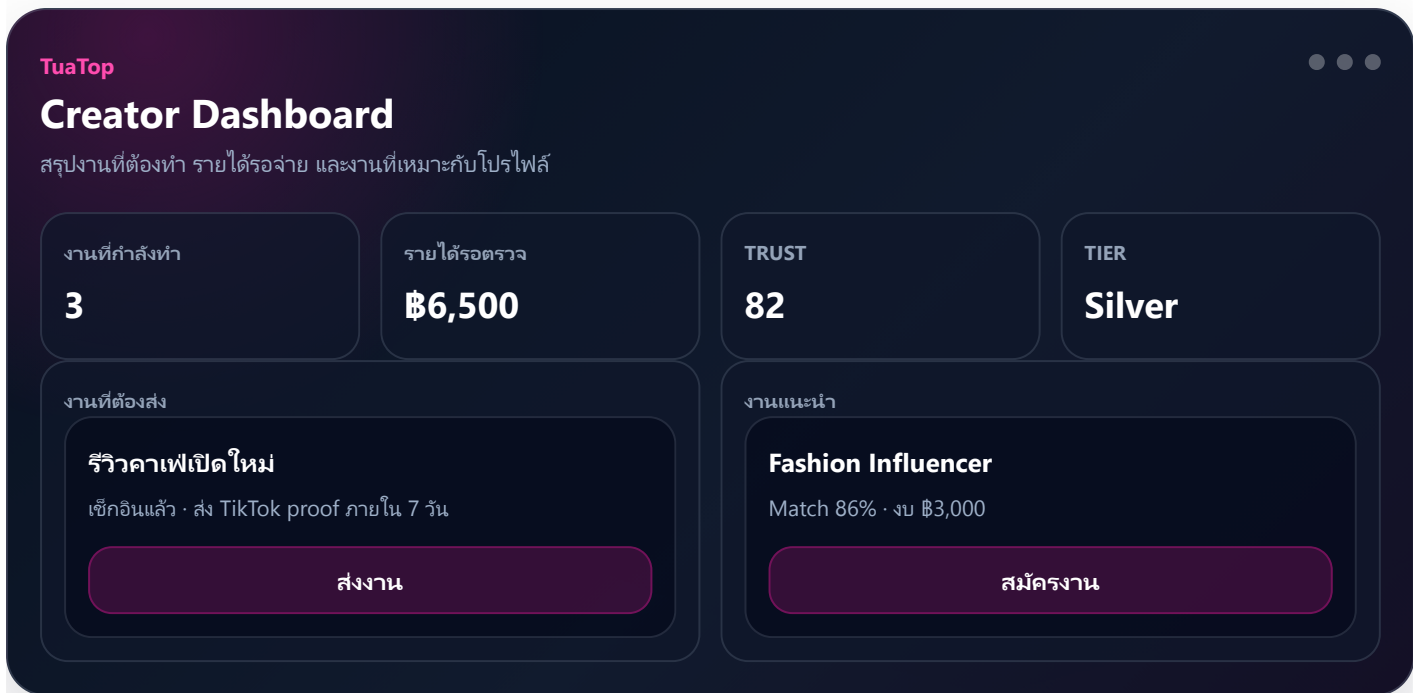 TuaTop
Creator Dashboard
สรุปงานที่ต้องทำ รายได้รอจ่าย และงานที่เหมาะกับโปรไฟล์
งานที่กำลังทำ
3
รายได้รอตรวจ
฿6,500
TRUST
82
TIER
Silver
งานที่ต้องส่ง
รีวิวคาเฟ่เปิดใหม่
เช็กอินแล้ว · ส่ง TikTok proof ภายใน 7 วัน
ส่งงาน
งานแนะนำ
Fashion Influencer
Match 86% · งบ ฿3,000
สมัครงาน